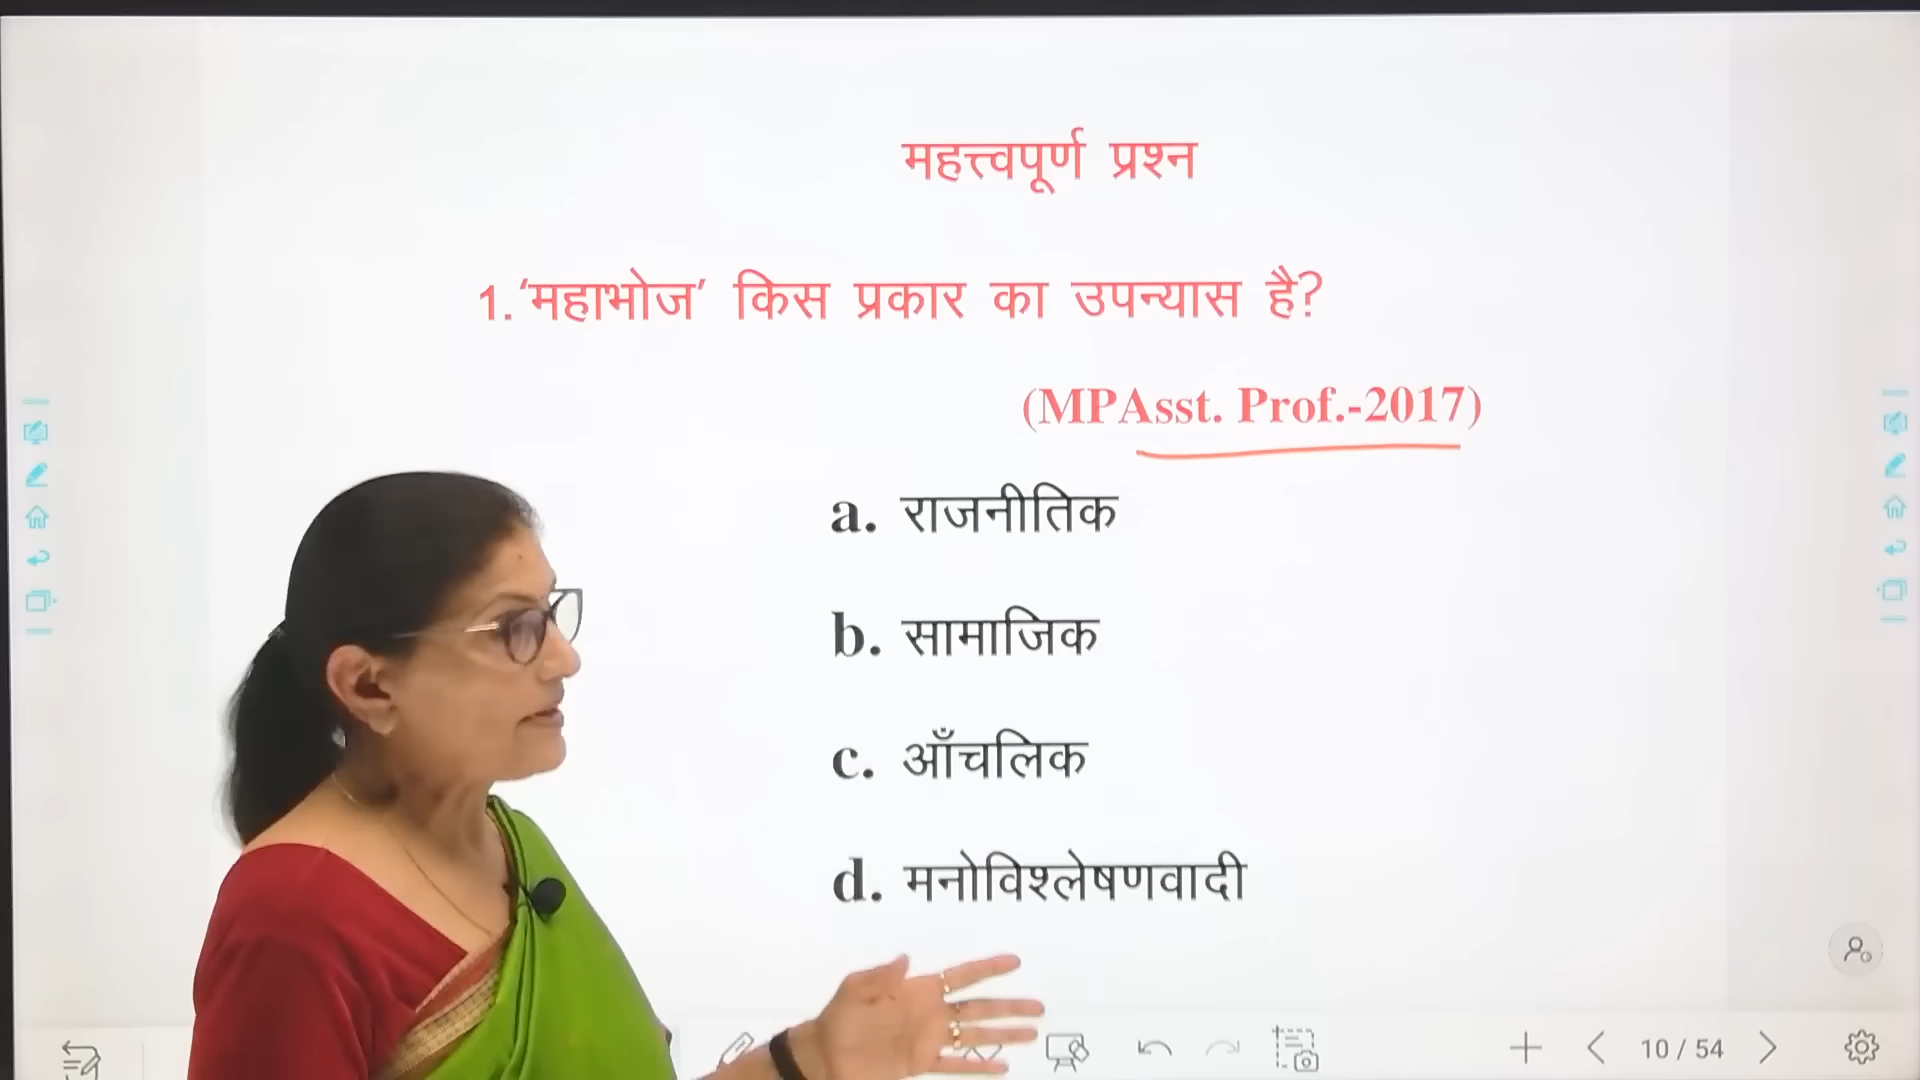 महत्त्वपूर्ण प्रश्न
1. 'महाभोज' किस प्रकार का उपन्यास है?
(MPAsst. Prof.-2017)
a. राजनीतिक
b. सामाजिक
c. आँचलिक
d. मनोविश्लेषणवादी
10 / 54